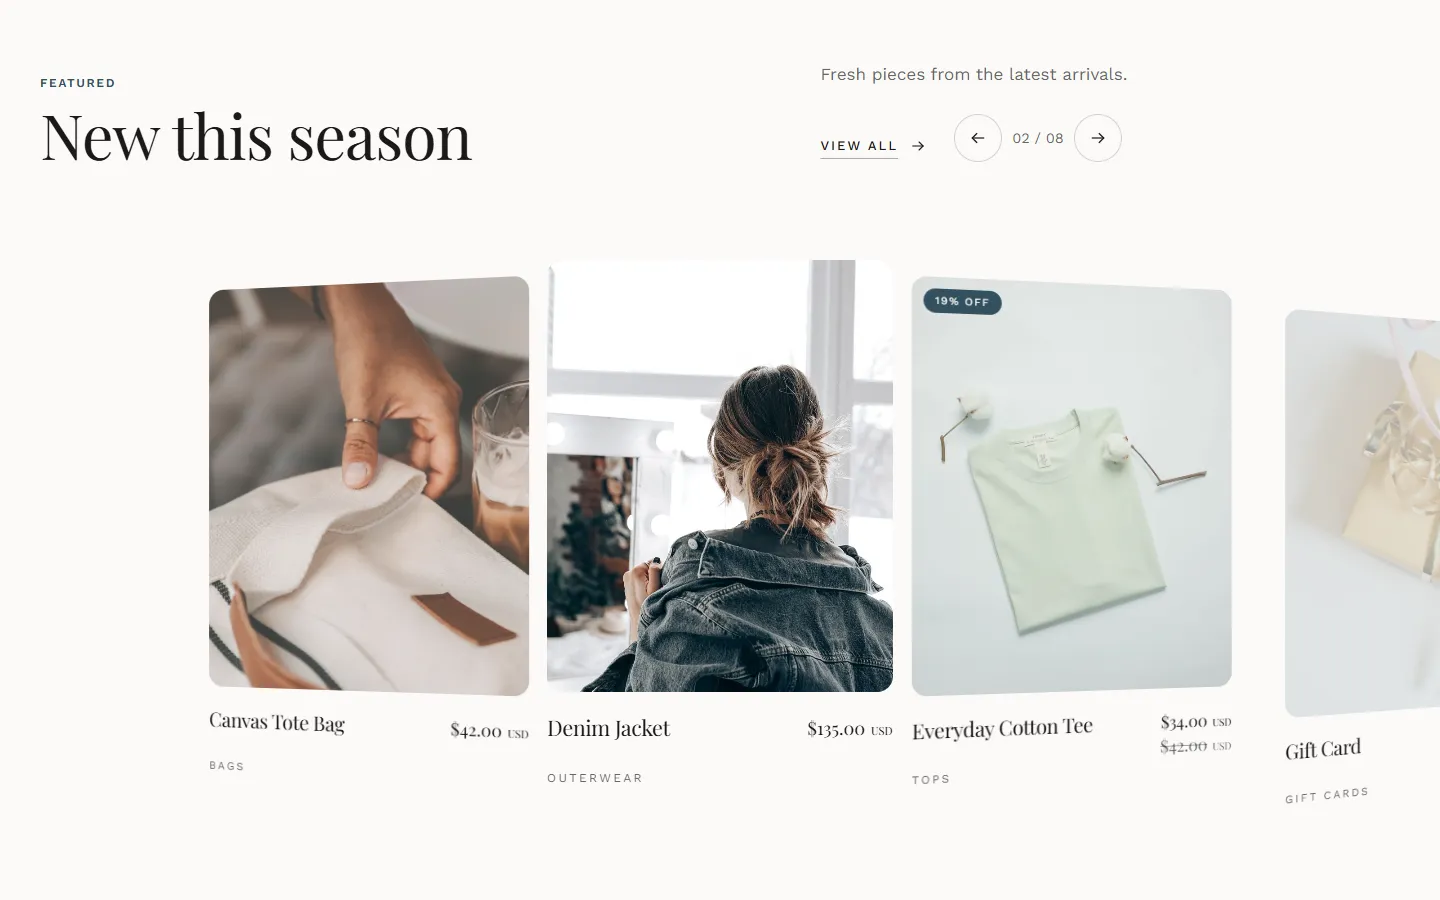 FEATURED
New this season
Fresh pieces from the latest arrivals.
VIEW ALL →
← 02 / 08 →
19% OFF
Canvas Tote Bag
$42.00 USD
BAGS
Denim Jacket
$135.00 USD
OUTERWEAR
Everyday Cotton Tee
$34.00 USD
$42.00 USD
TOPS
Gift Card
GIFT CARDS